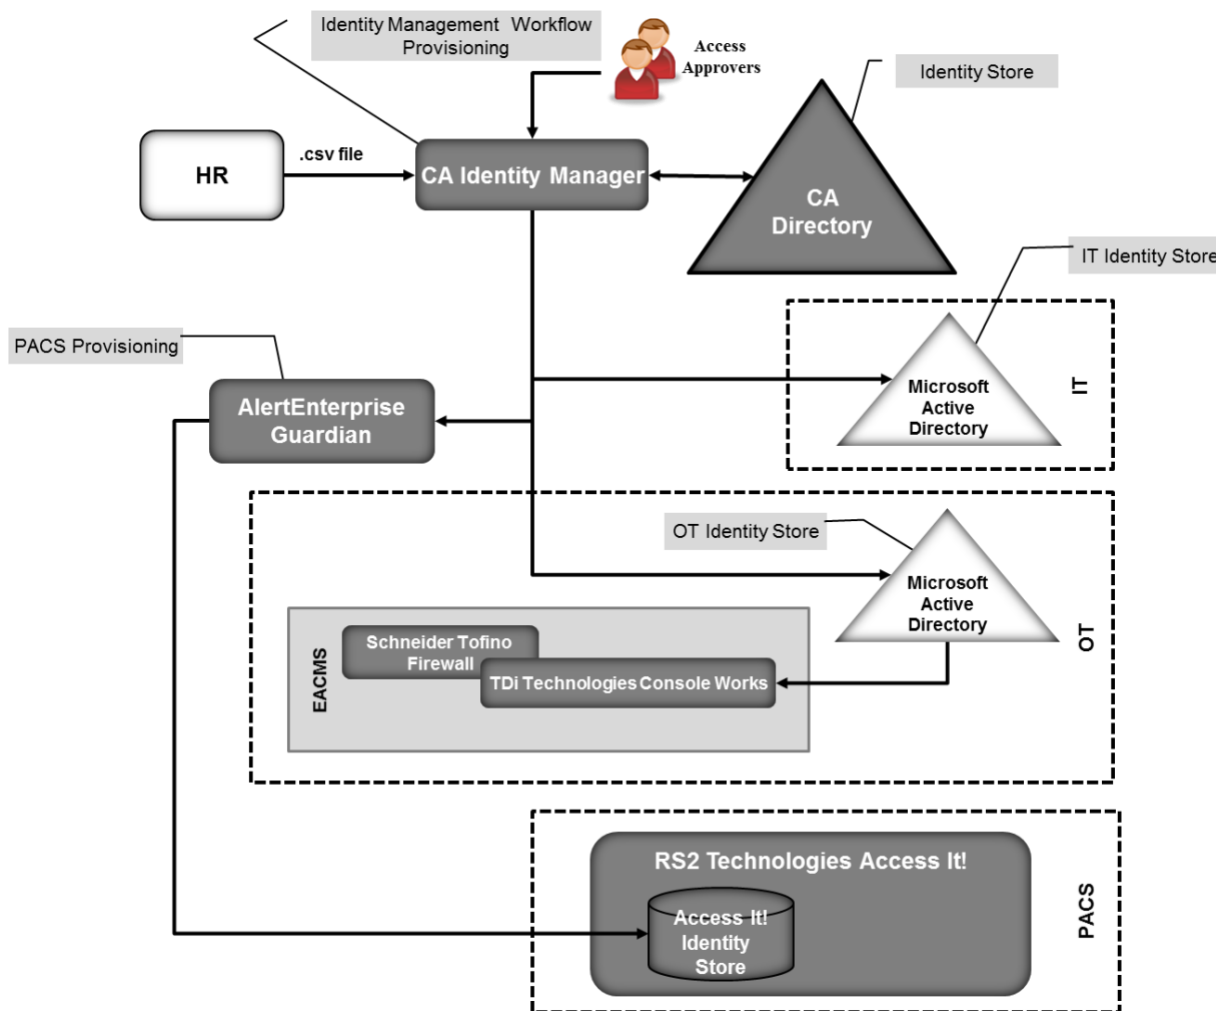 Identity Management Workflow
Provisioning
Access
Approvers
Identity Store
HR
.csv file
CA Identity Manager
CA
Directory
IT Identity Store
PACS Provisioning
AlertEnterprise
Guardian
Microsoft
Active
Directory
IT
OT Identity Store
Microsoft
Active
Directory
OT
EACMS
Schneider Tofino
Firewall
TDi Technologies Console Works
RS2 Technologies Access It!
Access It!
Identity
Store
PACS